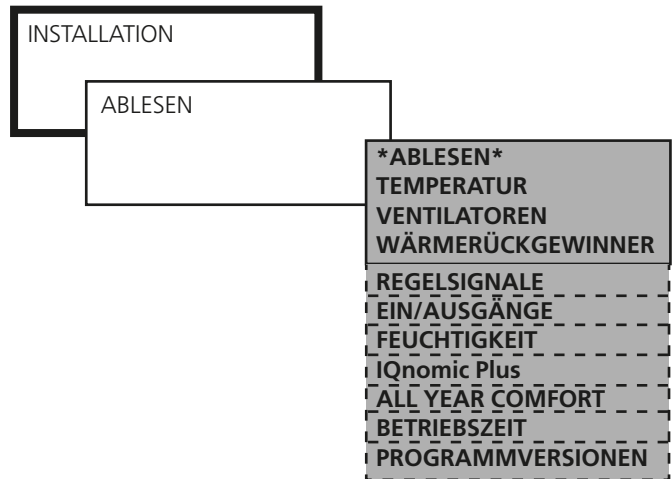 INSTALLATION
ABLESEN
*ABLESEN*
TEMPERATUR
VENTILATOREN
WÄRMERÜCKGEWINNER
REGELSIGNALE
EIN/AUSGÄNGE
FEUCHTIGKEIT
IQnomic Plus
ALL YEAR COMFORT
BETRIEBSZEIT
PROGRAMMVERSIONEN